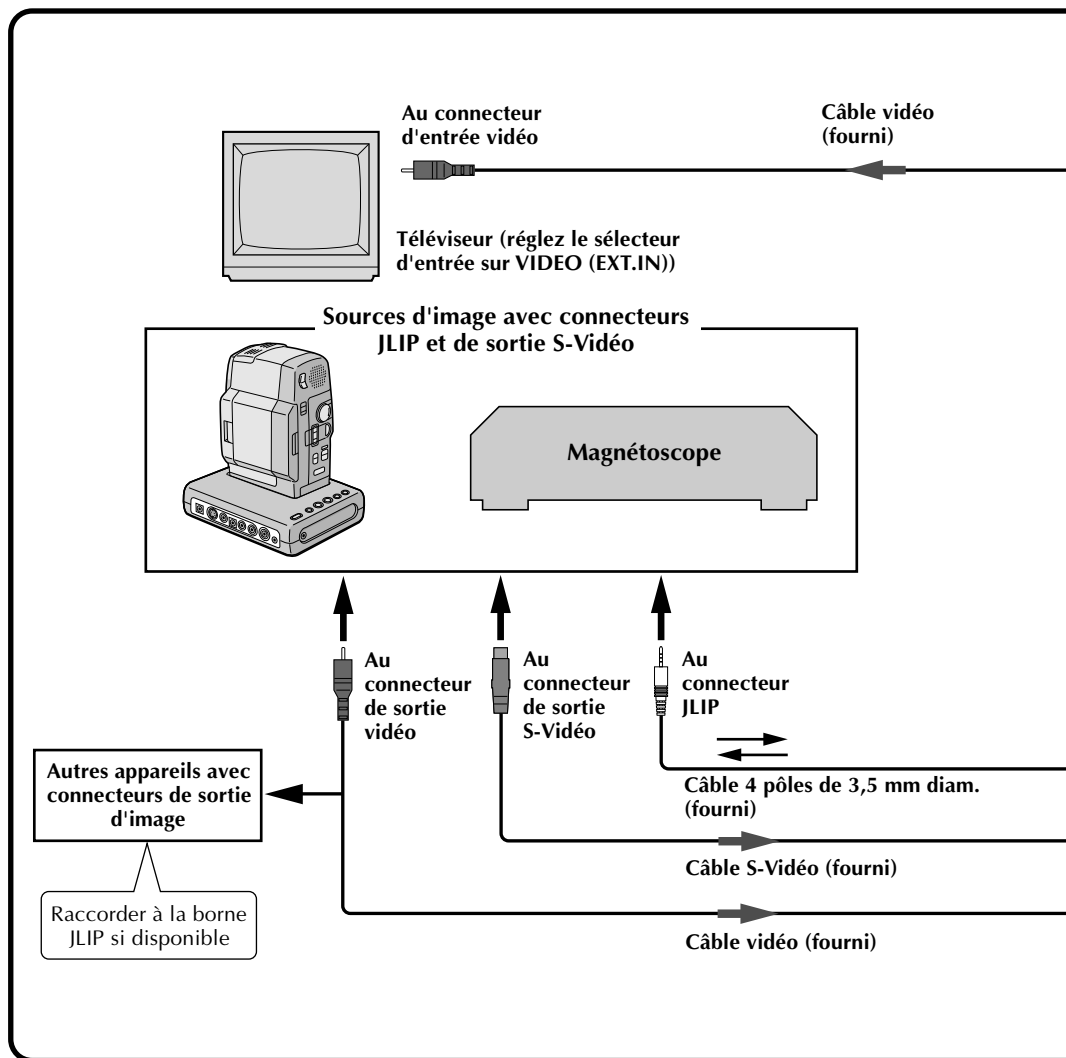 Au connecteur
d'entrée vidéo
Câble vidéo
(fourni)
Téléviseur (réglez le sélecteur
d'entrée sur VIDEO (EXT.IN))
Sources d'image avec connecteurs
JLIP et de sortie S-Vidéo
Magnétoscope
Au
connecteur
de sortie
vidéo
Au
connecteur
de sortie
S-Vidéo
Au
connecteur
JLIP
Autres appareils avec
connecteurs de sortie
d'image
Raccorder à la borne
JLIP si disponible
Câble 4 pôles de 3,5 mm diam.
(fourni)
Câble S-Vidéo (fourni)
Câble vidéo (fourni)